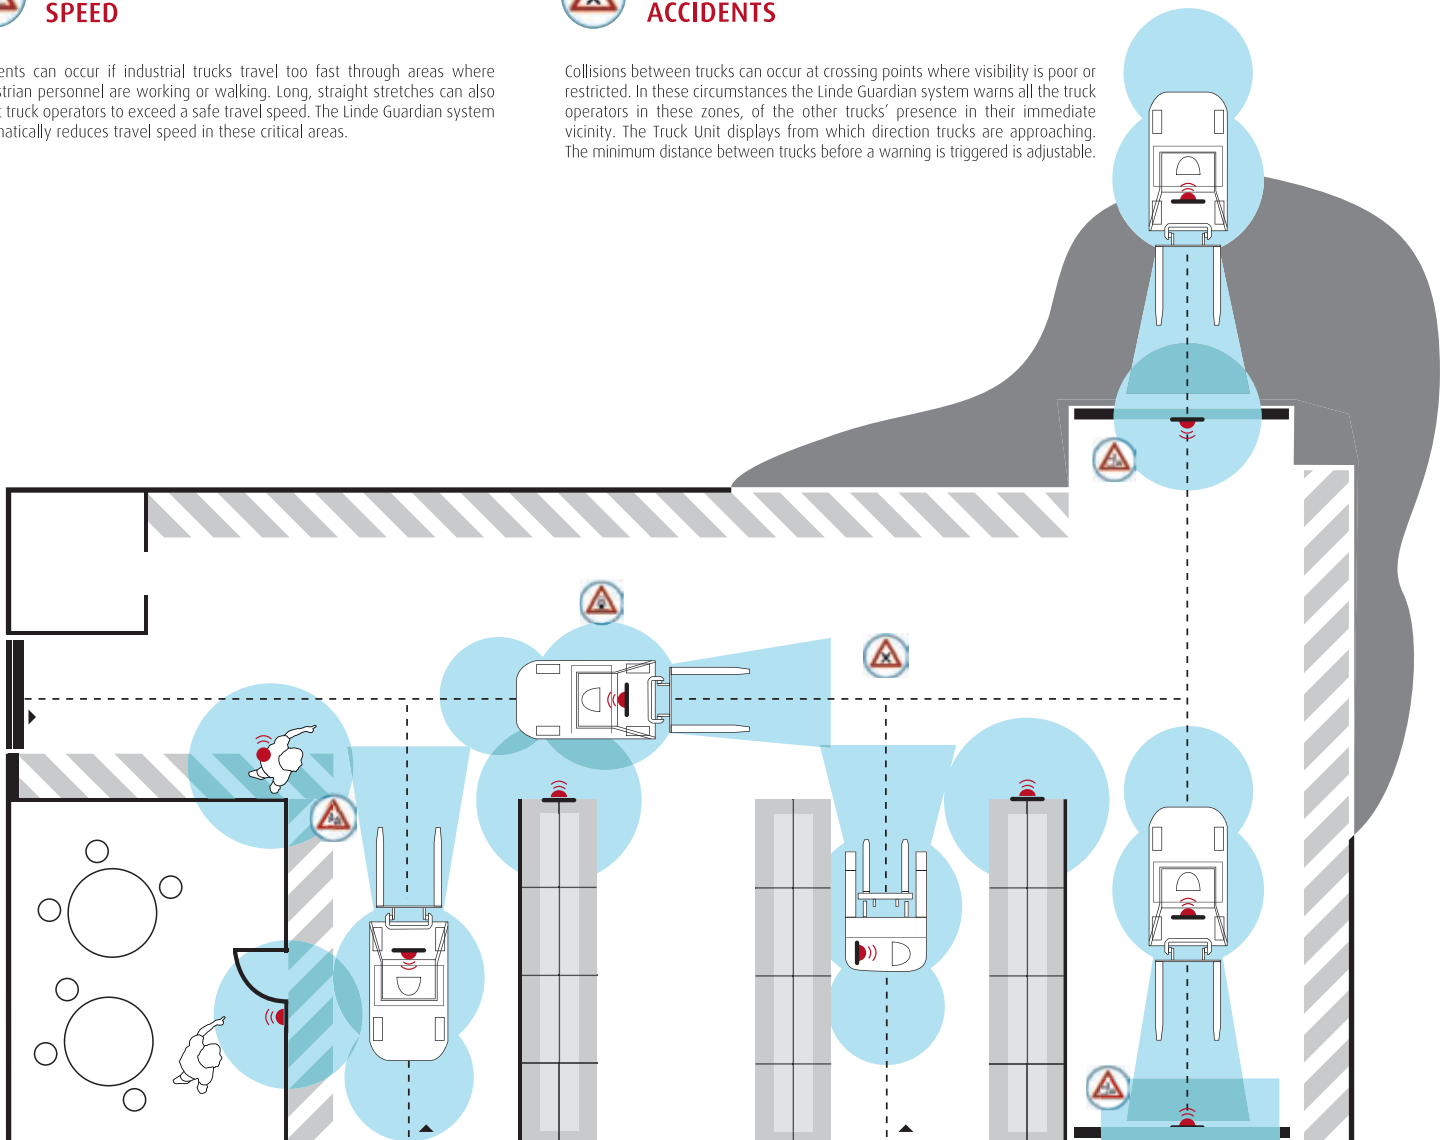 SPEED
can occur if industrial trucks travel too fast through areas where
personnel are working or walking. Long, straight stretches can also
truck operators to exceed a safe travel speed. The Linde Guardian system
reduces travel speed in these critical areas.
ACCIDENTS
Collisions between trucks can occur at crossing points where visibility is poor or
restricted. In these circumstances the Linde Guardian system warns all the truck
operators in these zones, of the other trucks’ presence in their immediate
vicinity. The Truck Unit displays from which direction trucks are approaching.
The minimum distance between trucks before a warning is triggered is adjustable.